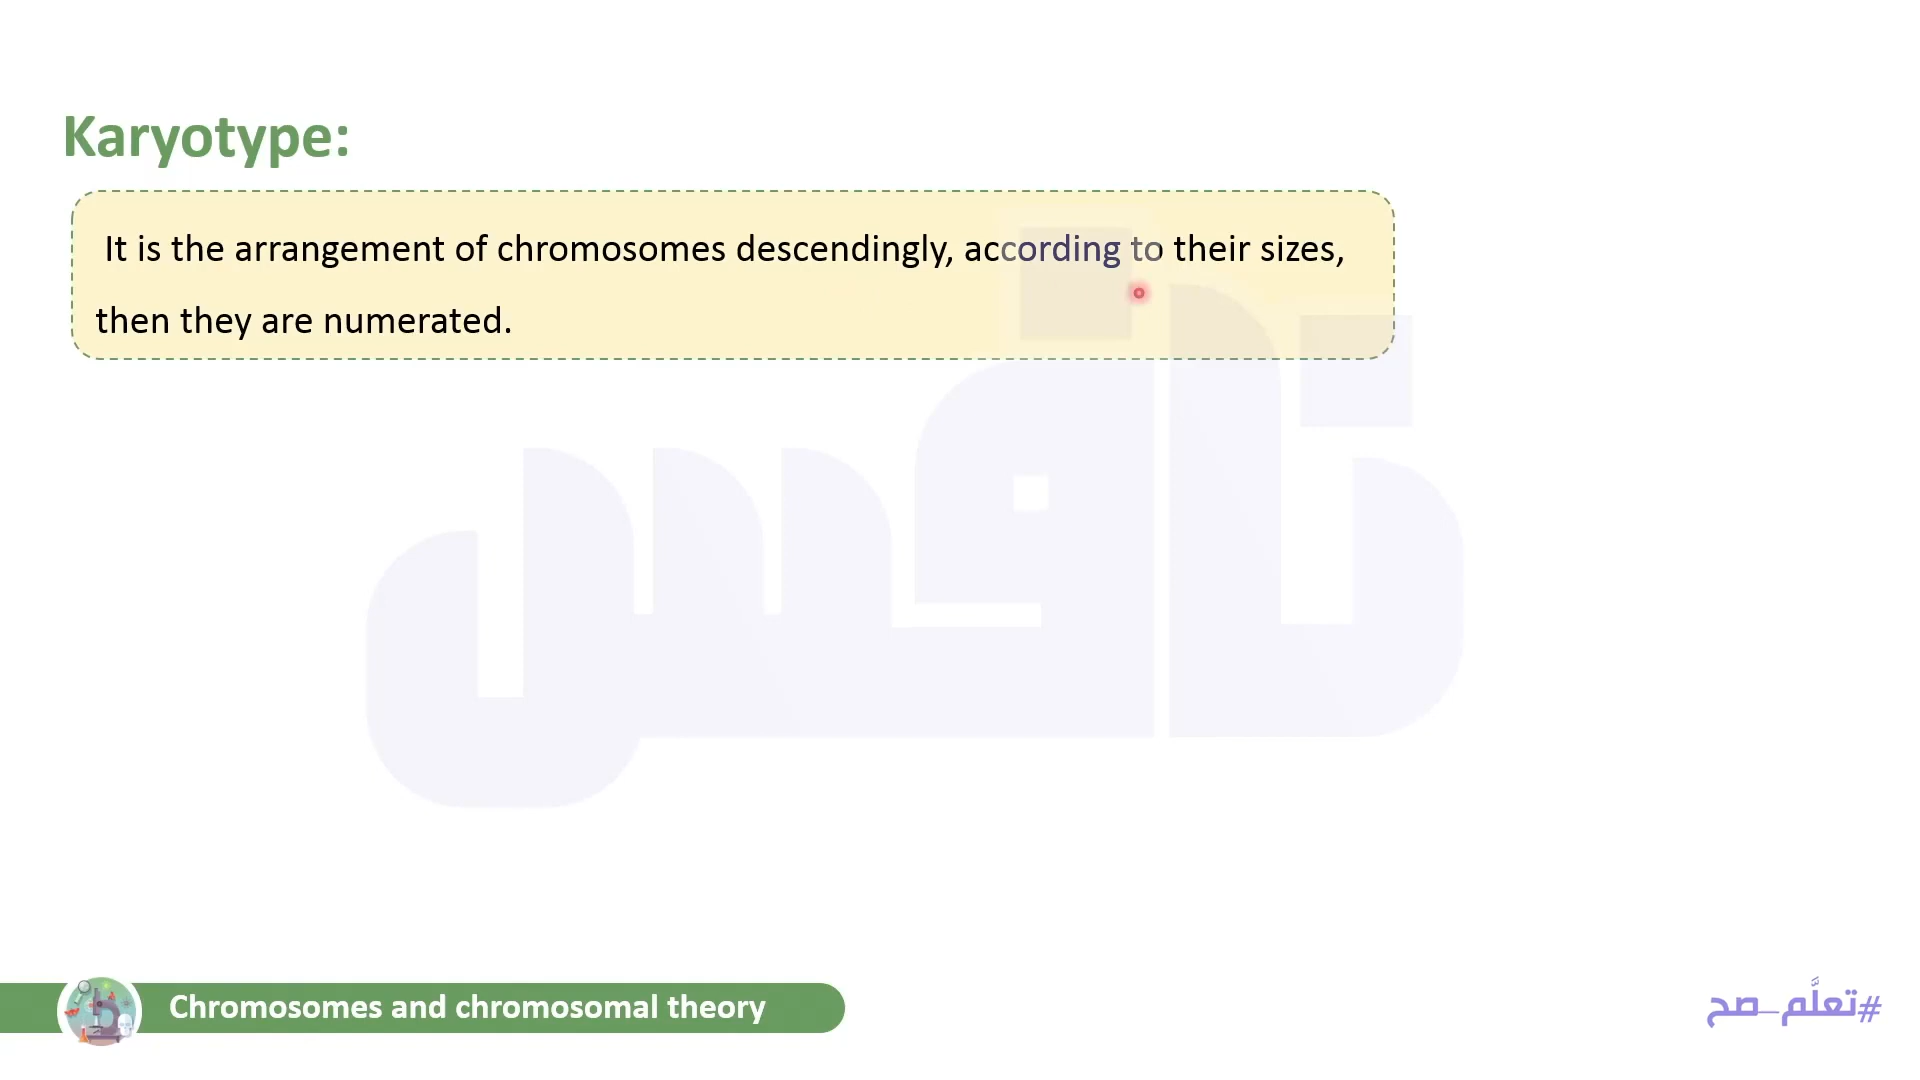 Karyotype:
It is the arrangement of chromosomes descendingly, according to their sizes,
then they are numerated.
نافس
Chromosomes and chromosomal theory
#تعلَّم_صح